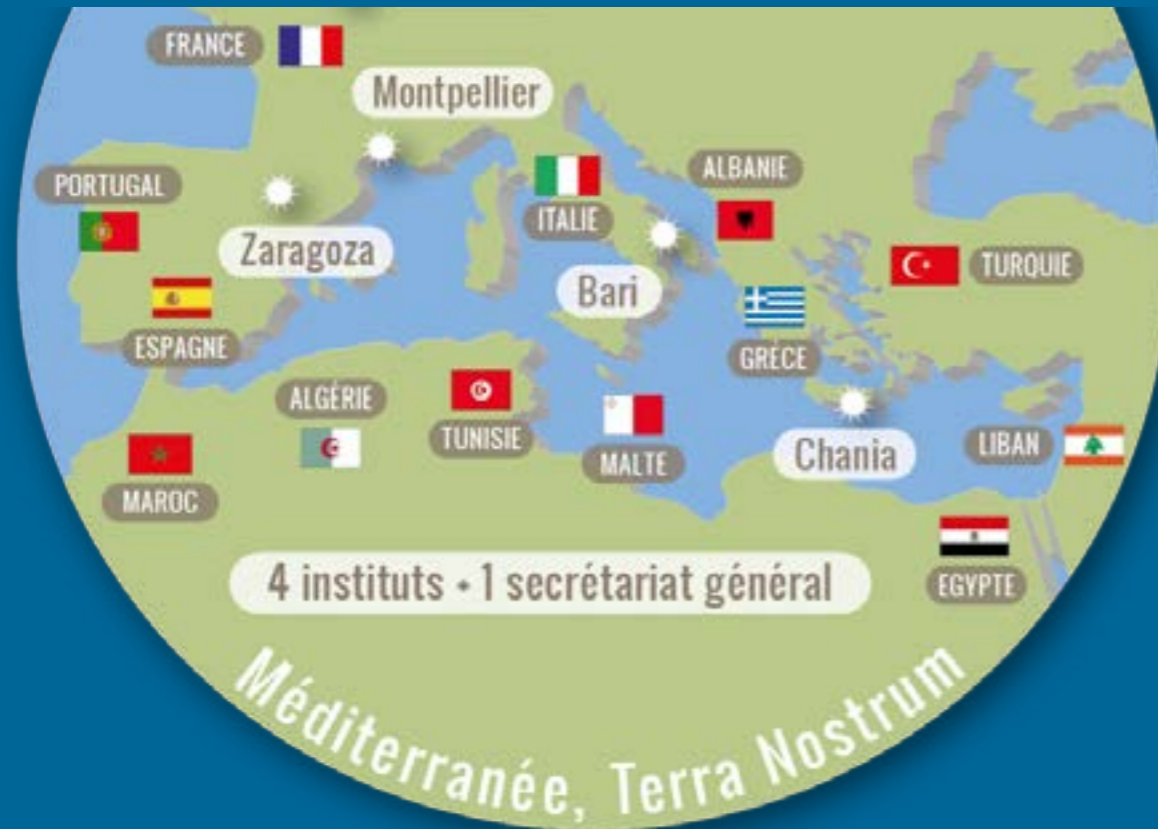 FRANCE
Montpellier
PORTUGAL
ALBANIE
ITALIE
Zaragoza
TURQUIE
Bari
ESPAGNE
GRÈCE
ALGÉRIE
TUNISIE
MALTE
Chania
LIBAN
MAROC
4 instituts • 1 secrétariat général
EGYPTE
Méditerranée, Terra Nostrum